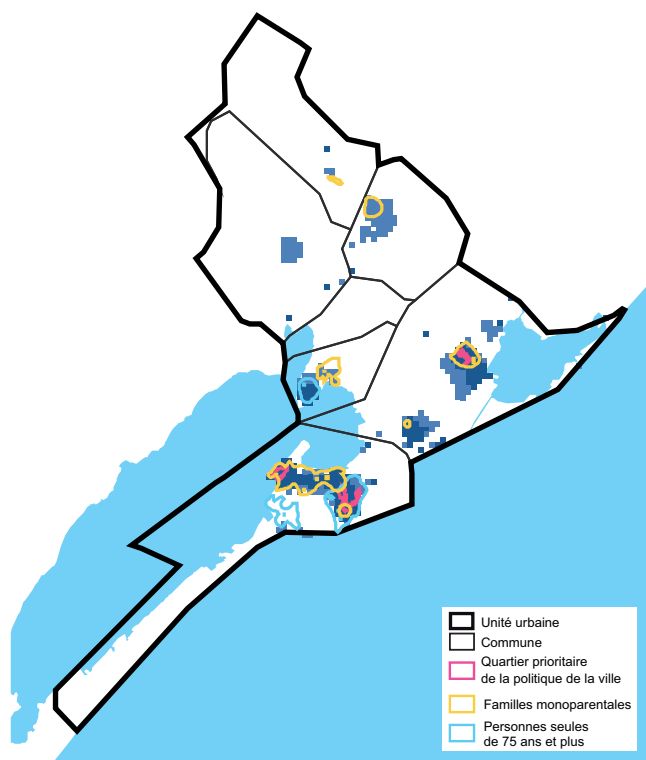 Unité urbaine
Commune
Quartier prioritaire
de la politique de la ville
Familles monoparentales
Personnes seules
de 75 ans et plus